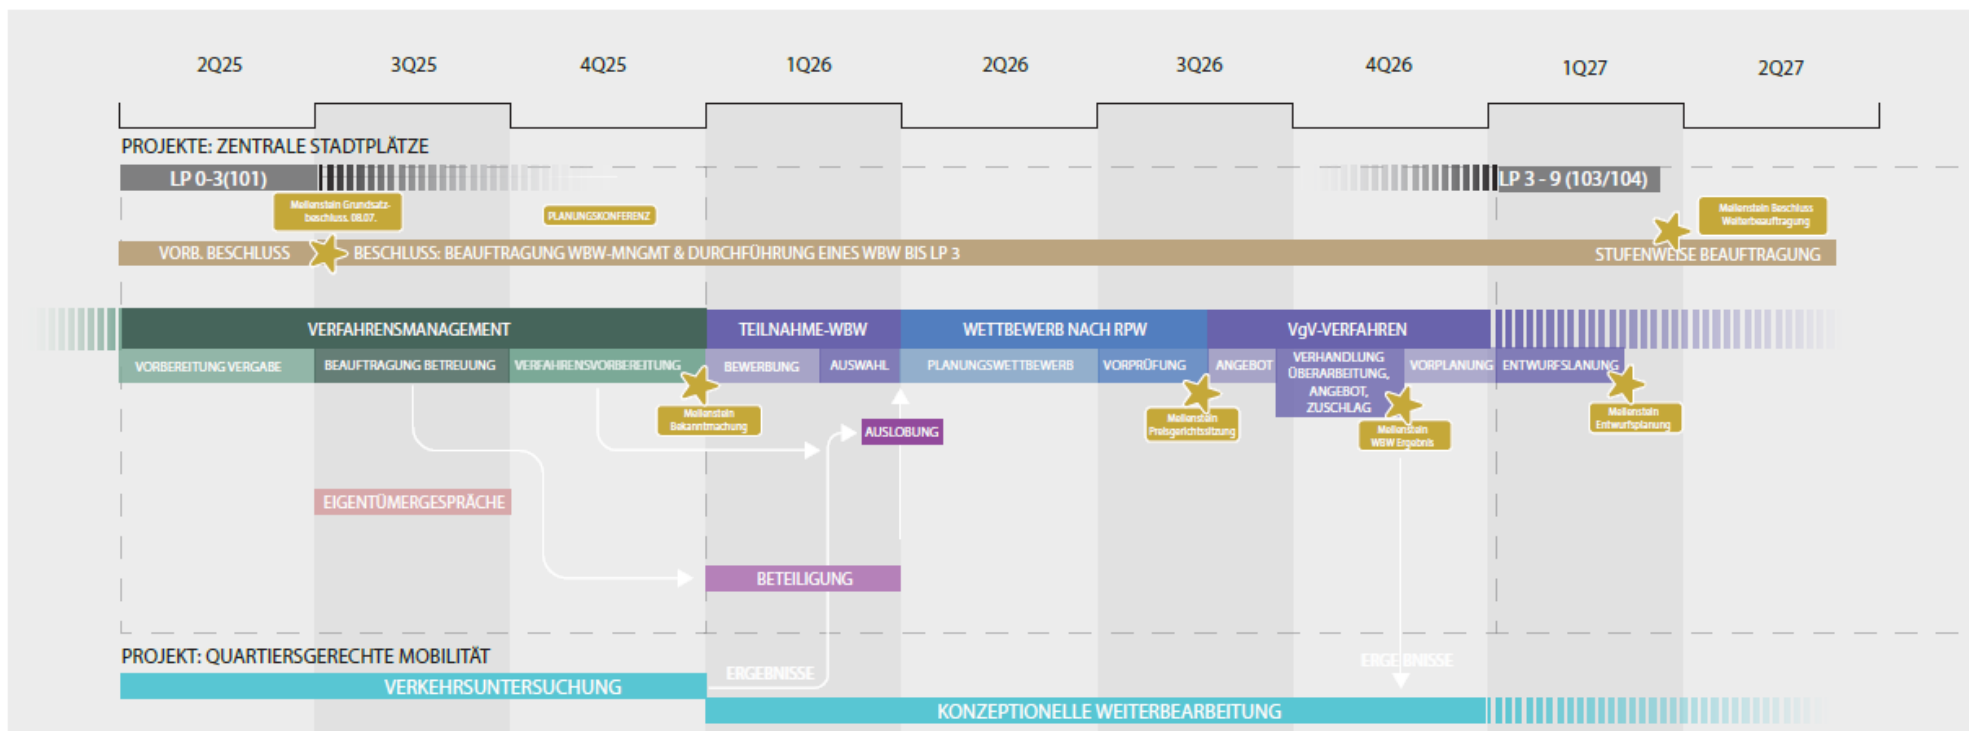 2Q25 3Q25 4Q25 1Q26 2Q26 3Q26 4Q26 1Q27 2Q27
PROJEKTE: ZENTRALE STADTPLÄTZE
LP 0-3(101)
LP 3 - 9 (103/104)
Meilenstein Grundsatz-
beschluss. 08.07.
PLANUNGSKONFERENZ
Meilenstein Beschluss
Weiterbeauftragung
VORB. BESCHLUSS
BESCHLUSS: BEAUFTRAGUNG WBW-MNGMT & DURCHFÜHRUNG EINES WBW BIS LP 3
STUFENWEISE BEAUFTRAGUNG
VERFAHRENSMANAGEMENT
TEILNAHME-WBW
WETTBEWERB NACH RPW
VgV-VERFAHREN
VORBEREITUNG VERGABE
BEAUFTRAGUNG BETREUUNG
VERFAHRENSVORBEREITUNG
BEWERBUNG
AUSWAHL
PLANUNGSWETTBEWERB
VORPRÜFUNG
ANGEBOT
VERHANDLUNG
ÜBERARBEITUNG,
ANGEBOT,
ZUSCHLAG
VORPLANUNG
ENTWURFSLANUNG
Meilenstein
Bekanntmachung
AUSLOBUNG
Meilenstein
Preisgerichtssitzung
Meilenstein
WBW Ergebnis
Meilenstein
Entwurfsplanung
EIGENTÜMERGESPRÄCHE
BETEILIGUNG
PROJEKT: QUARTIERSGERECHTE MOBILITÄT
ERGEBNISSE
ERGEBNISSE
VERKEHRSUNTERSUCHUNG
KONZEPTIONELLE WEITERBEARBEITUNG